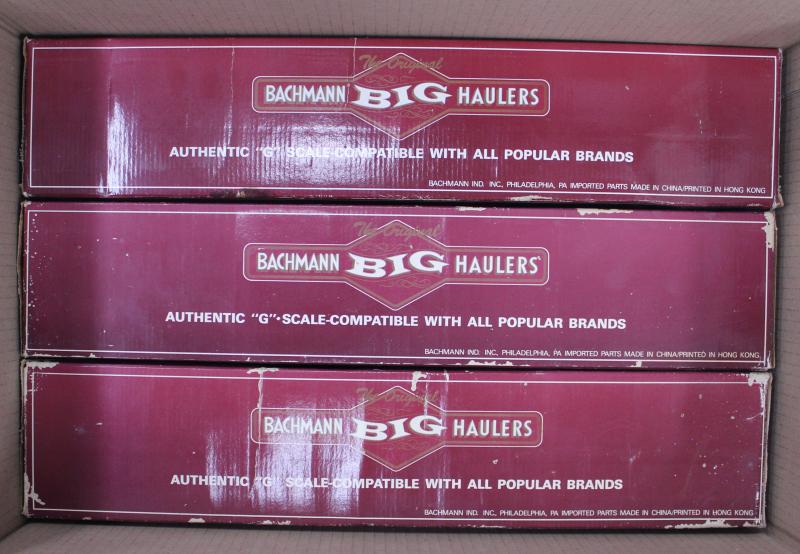 The Original
BACHMANN BIG HAULERS
AUTHENTIC "G" SCALE-COMPATIBLE WITH ALL POPULAR BRANDS
BACHMANN IND. INC., PHILADELPHIA, PA IMPORTED PARTS MADE IN CHINA/PRINTED IN HONG KONG
The Original
BACHMANN BIG HAULERS
AUTHENTIC "G"·SCALE-COMPATIBLE WITH ALL POPULAR BRANDS
BACHMANN IND. INC., PHILADELPHIA, PA IMPORTED PARTS MADE IN CHINA/PRINTED IN HONG KONG
The Original
BACHMANN BIG HAULERS
AUTHENTIC "G" SCALE-COMPATIBLE WITH ALL POPULAR BRANDS
BACHMANN IND. INC., PHILADELPHIA, PA IMPORTED PARTS MADE IN CHINA/PRINTED IN HONG KONG